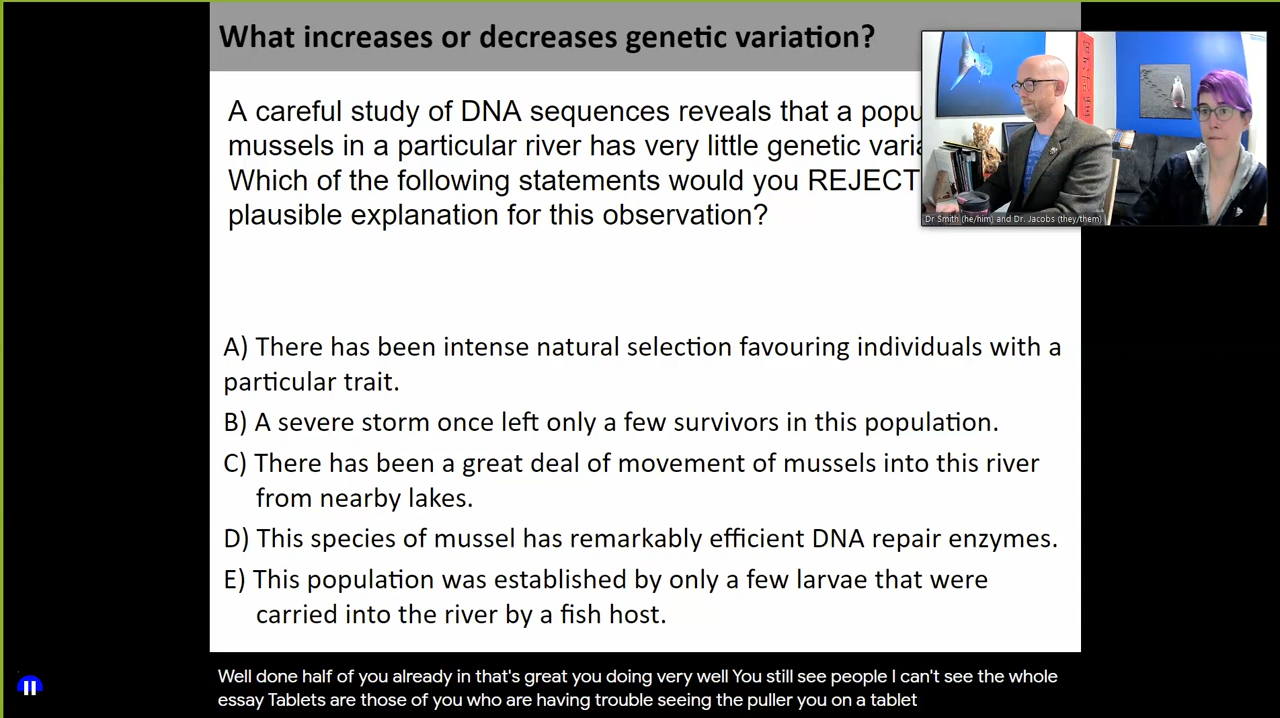 What increases or decreases genetic variation?
A careful study of DNA sequences reveals that a popu
mussels in a particular river has very little genetic varia
Which of the following statements would you REJECT
plausible explanation for this observation?
Dr Smith (he/him) and Dr. Jacobs (they/them)
A) There has been intense natural selection favouring individuals with a
particular trait.
B) A severe storm once left only a few survivors in this population.
C) There has been a great deal of movement of mussels into this river
from nearby lakes.
D) This species of mussel has remarkably efficient DNA repair enzymes.
E) This population was established by only a few larvae that were
carried into the river by a fish host.
Well done half of you already in that's great you doing very well You still see people I can't see the whole
essay Tablets are those of you who are having trouble seeing the puller you on a tablet